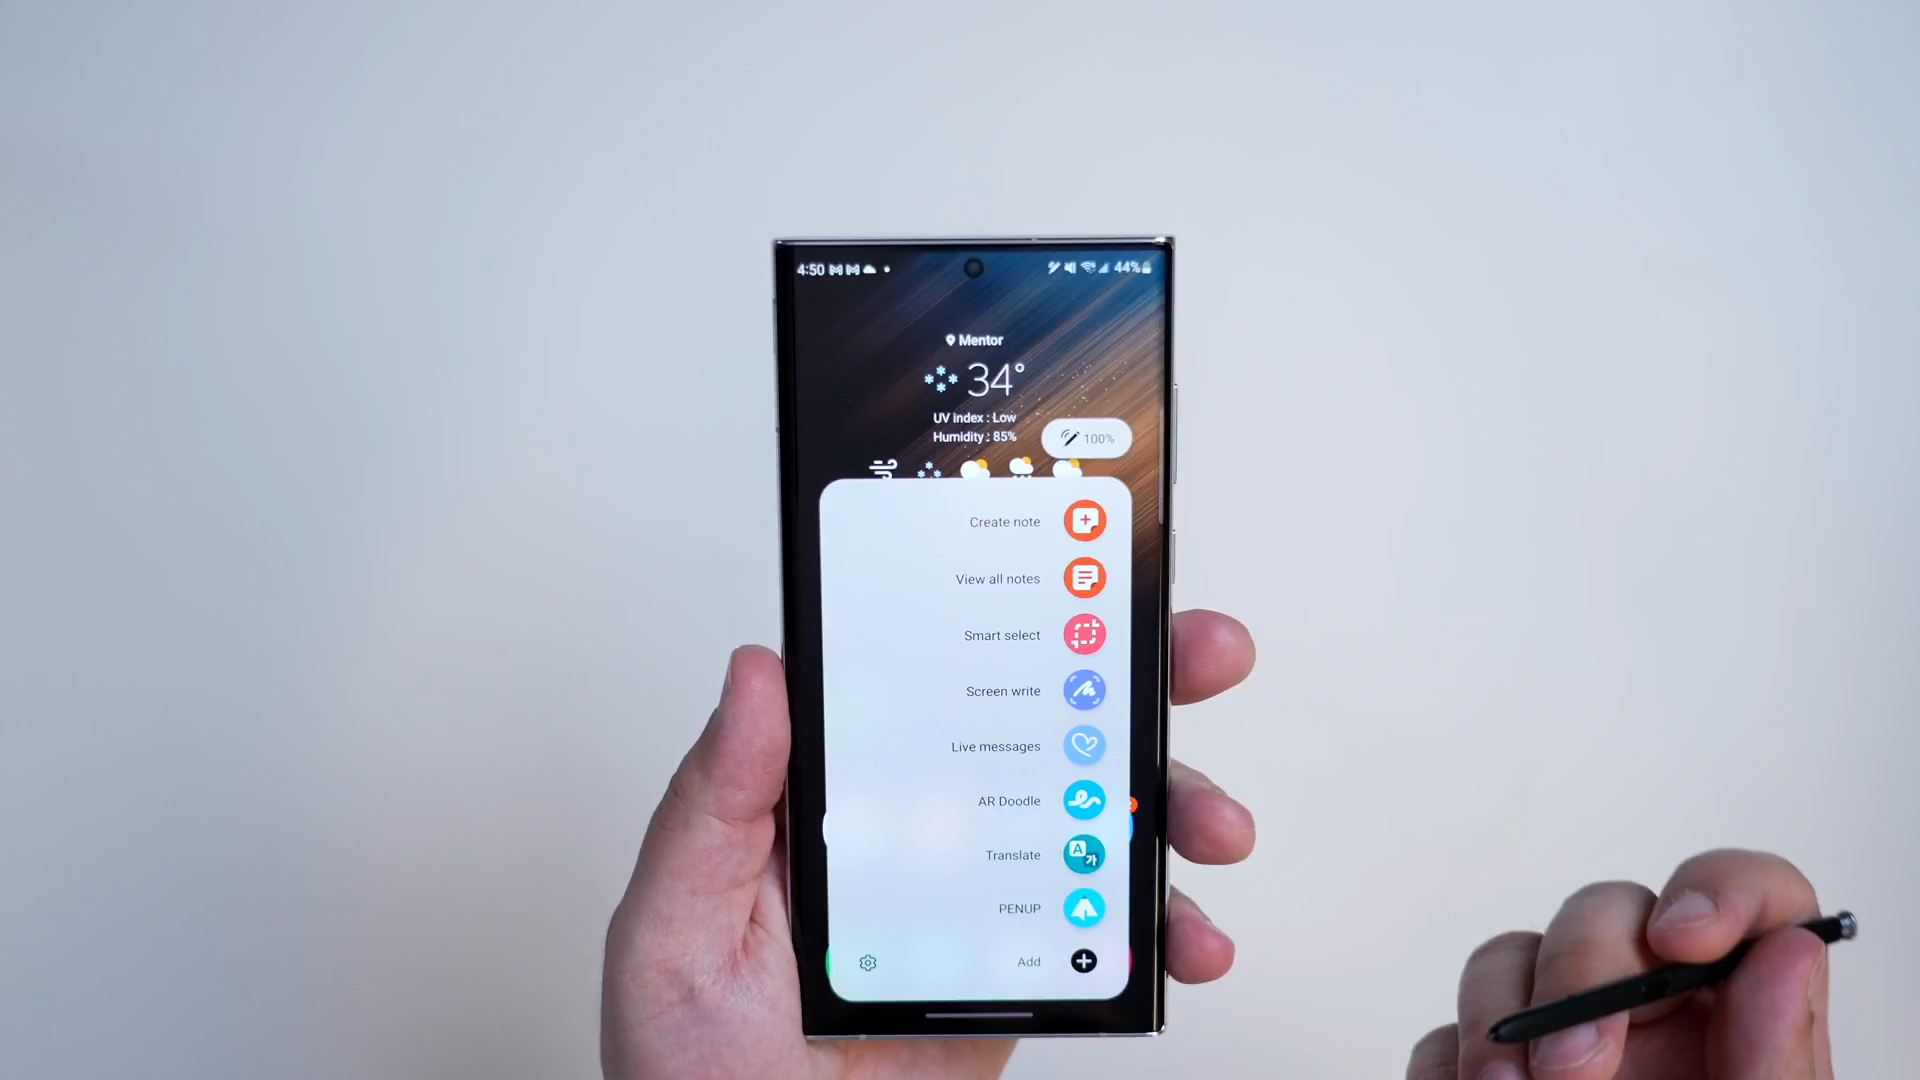 4:50
44%
Mentor
34°
UV index : Low
Humidity : 85%
100%
Create note
View all notes
Smart select
Screen write
Live messages
AR Doodle
Translate
PENUP
Add